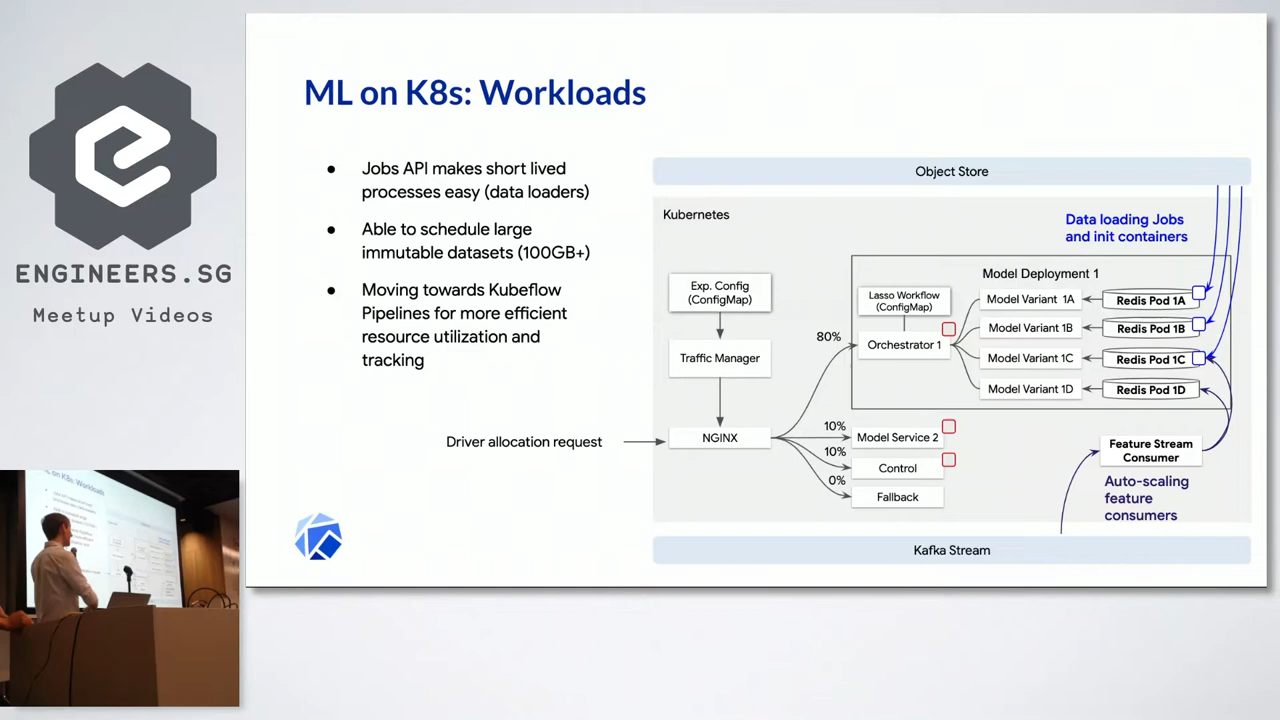 ENGINEERS.SG
Meetup Videos
ML on K8s: Workloads
● Jobs API makes short lived
processes easy (data loaders)
● Able to schedule large
immutable datasets (100GB+)
● Moving towards Kubeflow
Pipelines for more efficient
resource utilization and
tracking
Object Store
Kubernetes
Data loading Jobs
and init containers
Model Deployment 1
Exp. Config
(ConfigMap)
Lasso Workflow
(ConfigMap)
Model Variant 1A
Redis Pod 1A
Model Variant 1B
Redis Pod 1B
80%
Orchestrator 1
Traffic Manager
Model Variant 1C
Redis Pod 1C
Model Variant 1D
Redis Pod 1D
Driver allocation request
NGINX
10%
Model Service 2
10%
Control
0%
Fallback
Feature Stream
Consumer
Auto-scaling
feature
consumers
Kafka Stream
ML on K8s: Workloads